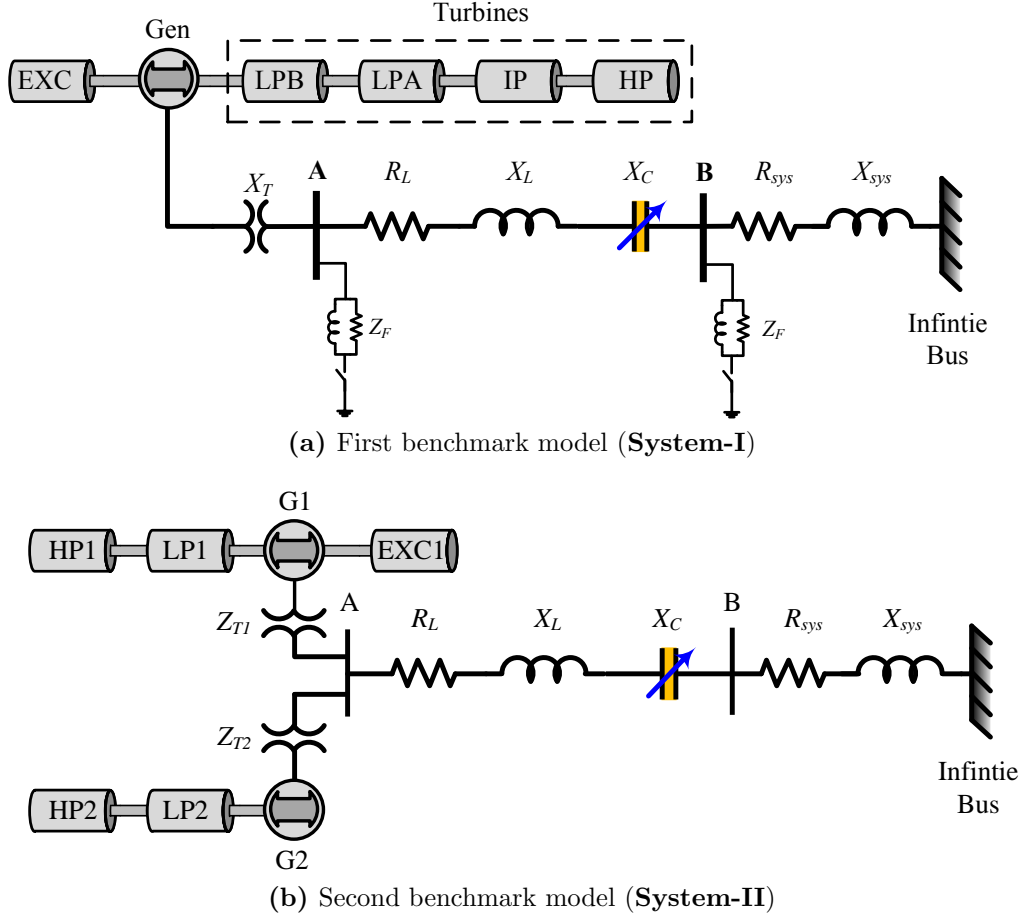 Turbines
Gen
EXC
LPB
LPA
IP
HP
X_T
A
R_L
X_L
X_C
B
R_sys
X_sys
Z_F
Z_F
Infintie
Bus
(a) First benchmark model (System-I)
G1
HP1
LP1
EXC1
Z_T1
A
R_L
X_L
X_C
B
R_sys
X_sys
Z_T2
Infintie
Bus
HP2
LP2
G2
(b) Second benchmark model (System-II)